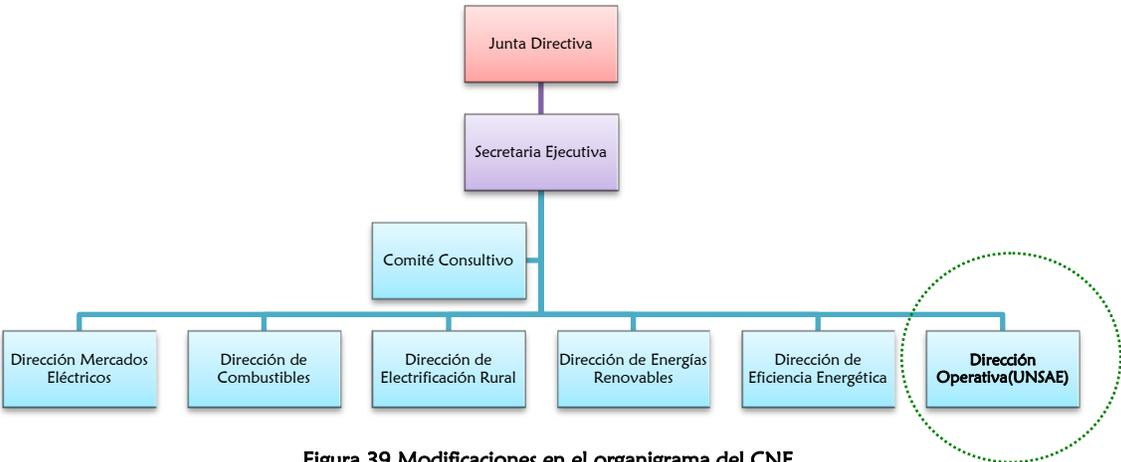 Junta Directiva
Secretaria Ejecutiva
Comité Consultivo
Dirección Mercados
Eléctricos
Dirección de
Combustibles
Dirección de
Electrificación Rural
Dirección de Energías
Renovables
Dirección de
Eficiencia Energética
Dirección
Operativa(UNSAE)
Figura 39 Modificaciones en el organigrama del CNE